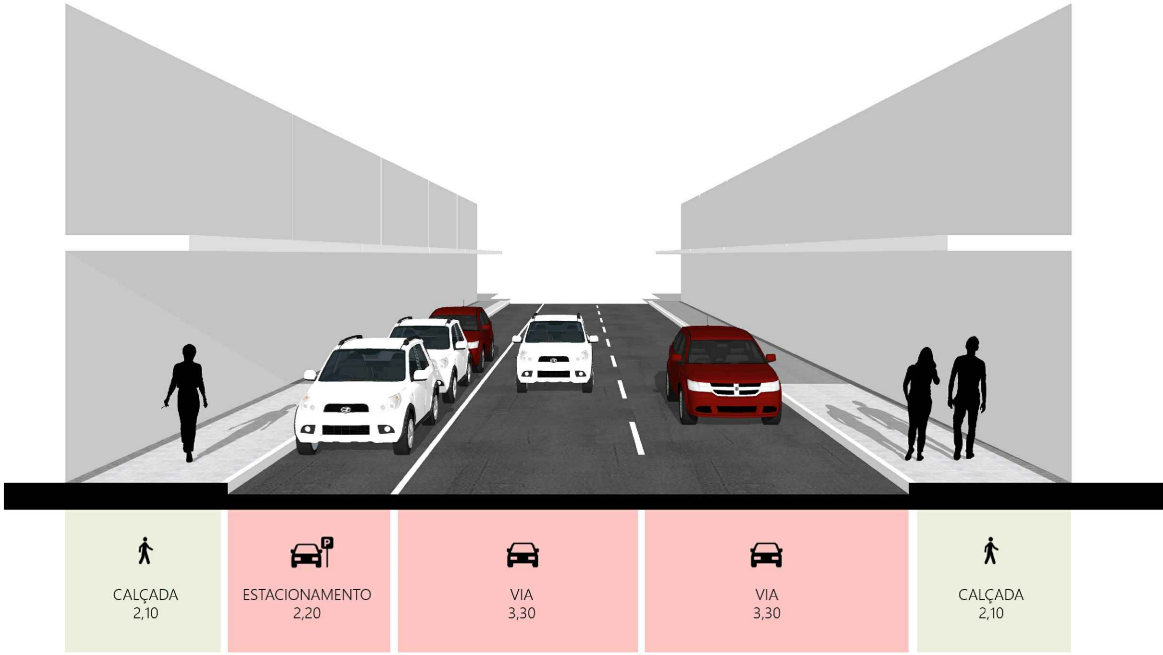 P
CALÇADA
2,10
ESTACIONAMENTO
2,20
VIA
3,30
VIA
3,30
CALÇADA
2,10